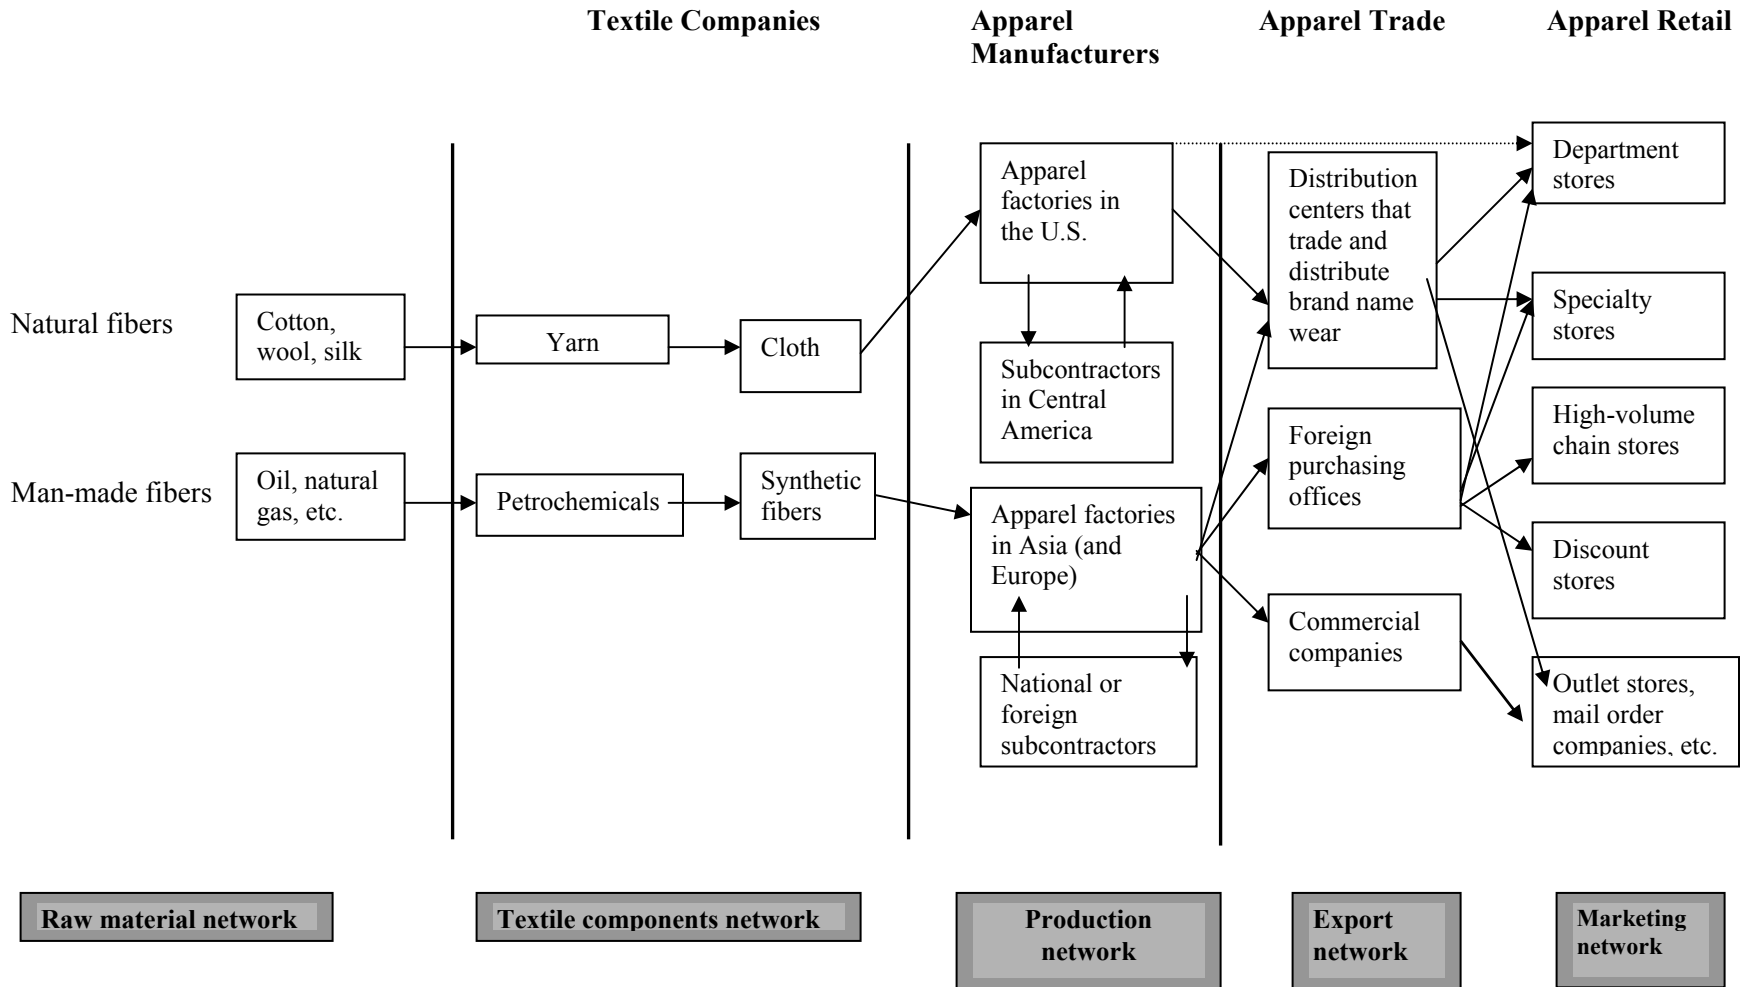 Textile Companies
Apparel
Manufacturers
Apparel Trade
Apparel Retail
Natural fibers
Cotton,
wool, silk
Yarn
Cloth
Man-made fibers
Oil, natural
gas, etc.
Petrochemicals
Synthetic
fibers
Apparel
factories in
the U.S.
Subcontractors
in Central
America
Apparel factories
in Asia (and
Europe)
National or
foreign
subcontractors
Distribution
centers that
trade and
distribute
brand name
wear
Foreign
purchasing
offices
Commercial
companies
Department
stores
Specialty
stores
High-volume
chain stores
Discount
stores
Outlet stores,
mail order
companies, etc.
Raw material network
Textile components network
Production
network
Export
network
Marketing
network